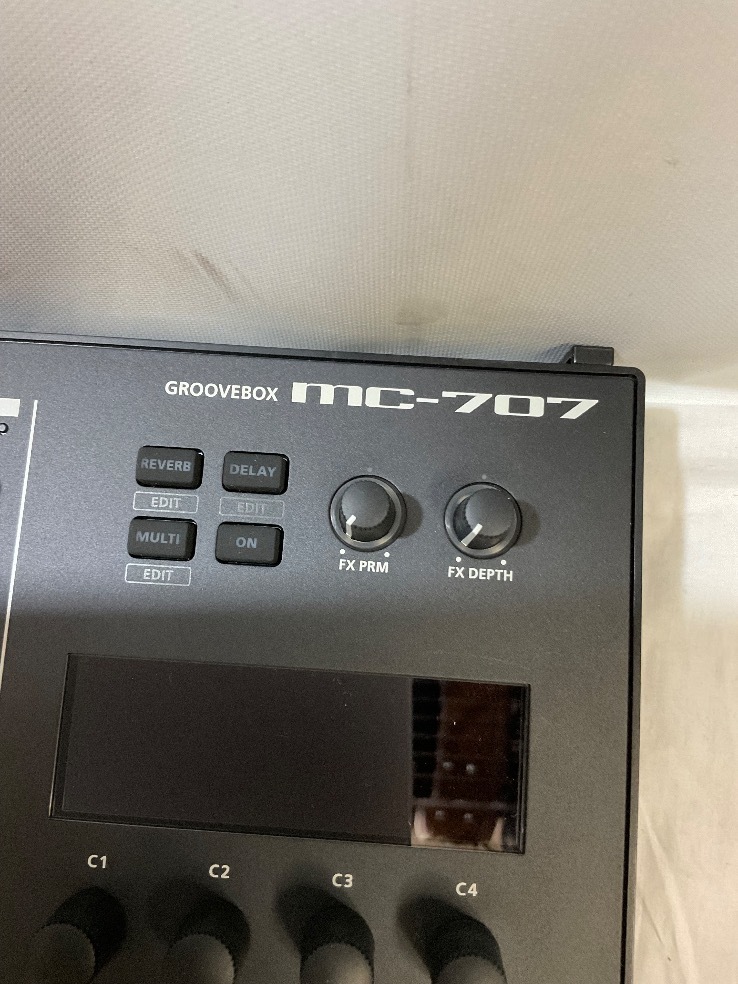 GROOVEBOX MC-707
REVERB DELAY
EDIT EDIT
MULTI ON
EDIT
FX PRM FX DEPTH
C1 C2 C3 C4